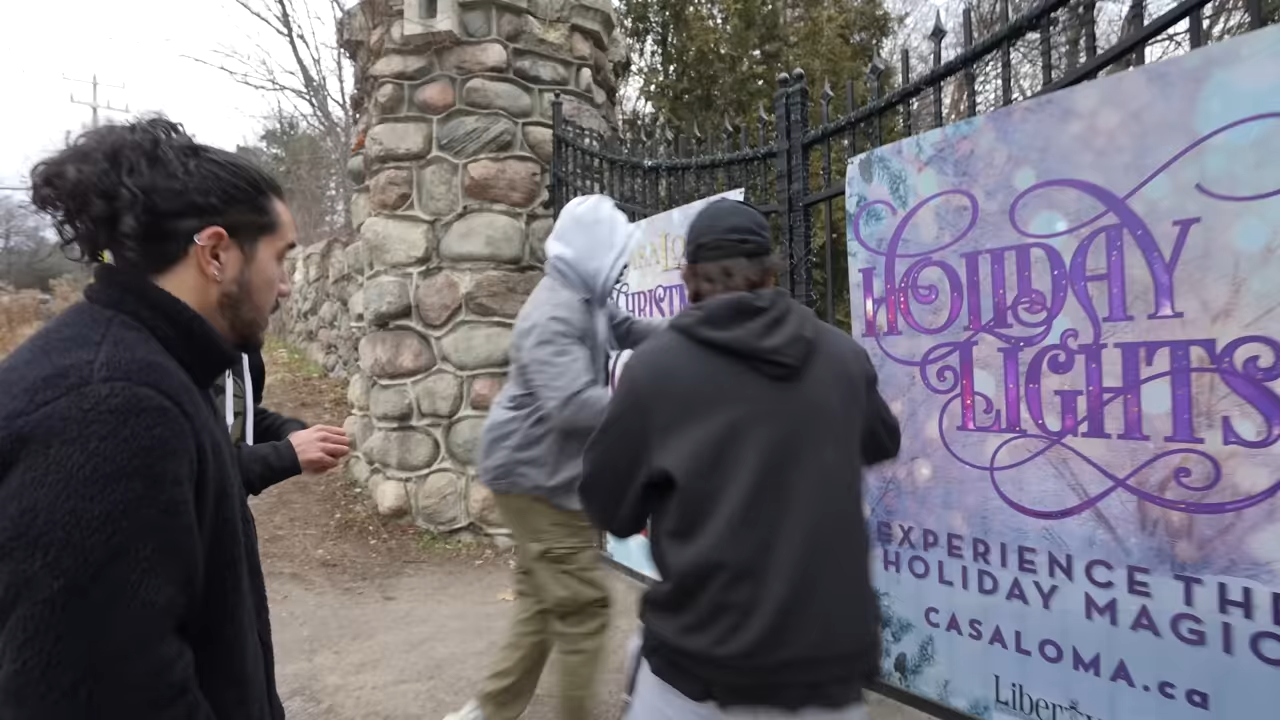 HOLIDAY
LIGHTS
EXPERIENCE THE
HOLIDAY MAGIC
CASALOMA.ca